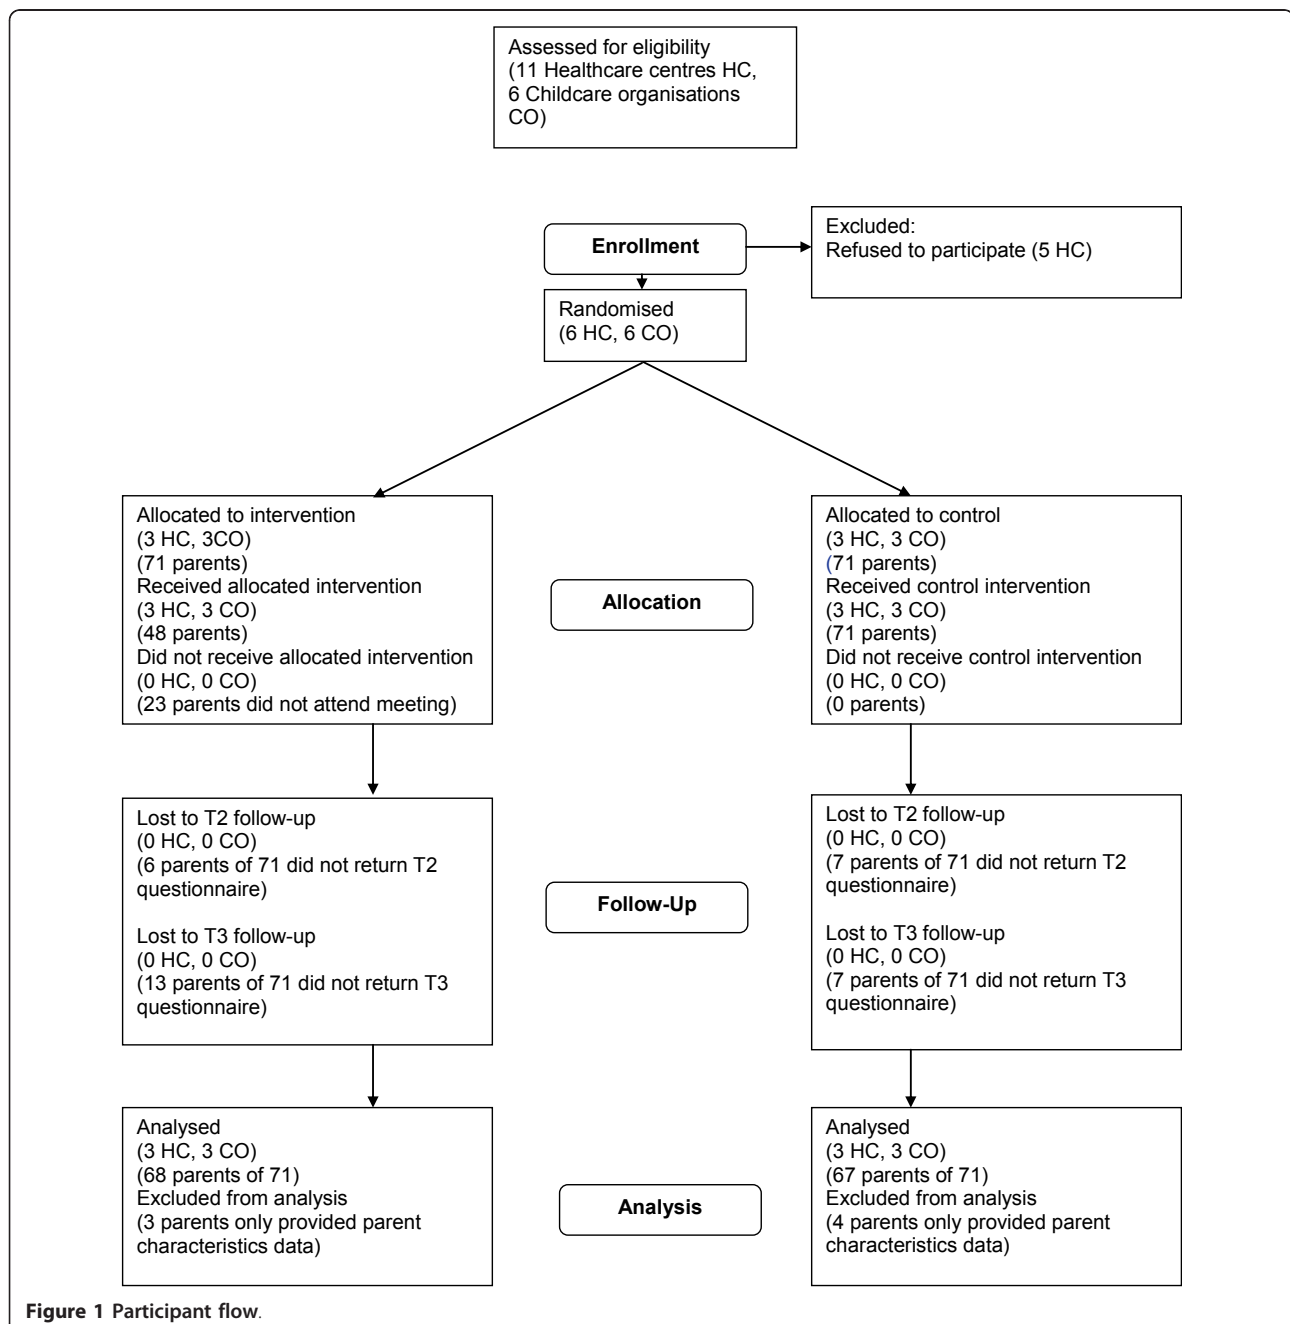 Assessed for eligibility
(11 Healthcare centres HC,
6 Childcare organisations
CO)
Enrollment
Excluded:
Refused to participate (5 HC)
Randomised
(6 HC, 6 CO)
Allocated to intervention
(3 HC, 3CO)
(71 parents)
Received allocated intervention
(3 HC, 3 CO)
(48 parents)
Did not receive allocated intervention
(0 HC, 0 CO)
(23 parents did not attend meeting)
Allocation
Allocated to control
(3 HC, 3 CO)
(71 parents)
Received control intervention
(3 HC, 3 CO)
(71 parents)
Did not receive control intervention
(0 HC, 0 CO)
(0 parents)
Lost to T2 follow-up
(0 HC, 0 CO)
(6 parents of 71 did not return T2
questionnaire)
Lost to T3 follow-up
(0 HC, 0 CO)
(13 parents of 71 did not return T3
questionnaire)
Follow-Up
Lost to T2 follow-up
(0 HC, 0 CO)
(7 parents of 71 did not return T2
questionnaire)
Lost to T3 follow-up
(0 HC, 0 CO)
(7 parents of 71 did not return T3
questionnaire)
Analysed
(3 HC, 3 CO)
(68 parents of 71)
Excluded from analysis
(3 parents only provided parent
characteristics data)
Analysis
Analysed
(3 HC, 3 CO)
(67 parents of 71)
Excluded from analysis
(4 parents only provided parent
characteristics data)
Figure 1 Participant flow.